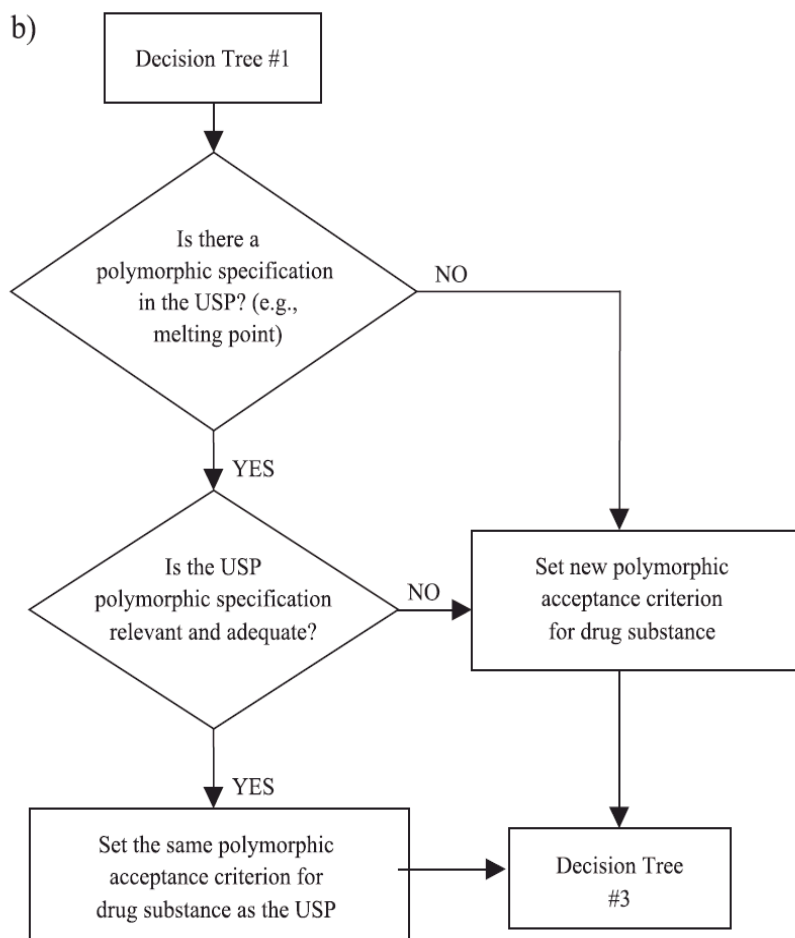 b)
Decision Tree #1
Is there a
polymorphic specification
in the USP? (e.g.,
melting point)
NO
YES
Is the USP
polymorphic specification
relevant and adequate?
NO
Set new polymorphic
acceptance criterion
for drug substance
YES
Set the same polymorphic
acceptance criterion for
drug substance as the USP
Decision Tree
#3